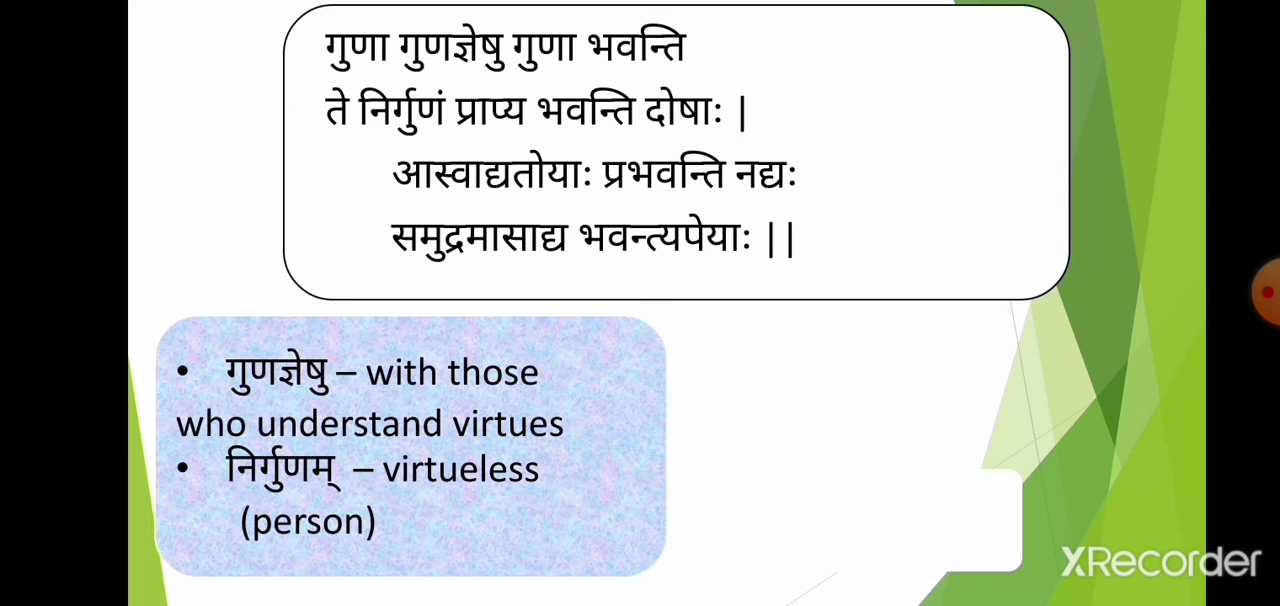 गुणा गुणज्ञेषु गुणा भवन्ति
ते निर्गुणं प्राप्य भवन्ति दोषाः |
आस्वाद्यतोयाः प्रभवन्ति नद्यः
समुद्रमासाद्य भवन्त्यपेयाः ||
• गुणज्ञेषु – with those
who understand virtues
• निर्गुणम् – virtueless
(person)
XRecorder